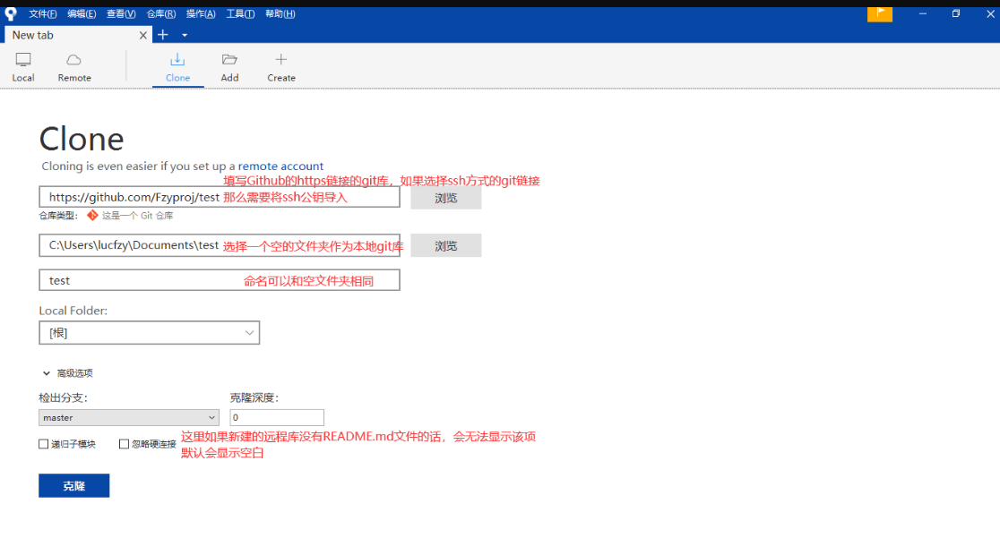 文件(F) 编辑(E) 查看(V) 仓库(R) 操作(A) 工具(T) 帮助(H)
New tab
Local Remote Clone Add Create
Clone
Cloning is even easier if you set up a remote account
填写Github的https链接的git库，如果选择ssh方式的git链接
https://github.com/Fzyproj/test 那么需要将ssh公钥导入 浏览
仓库类型： 这是一个 Git 仓库
C:\Users\lucfzy\Documents\test 选择一个空的文件夹作为本地git库 浏览
test 命名可以和空文件夹相同
Local Folder:
[根]
高级选项
检出分支： 克隆深度：
master 0
递归子模块 忽略硬连接 这里如果新建的远程库没有README.md文件的话，会无法显示该项
默认会显示空白
克隆